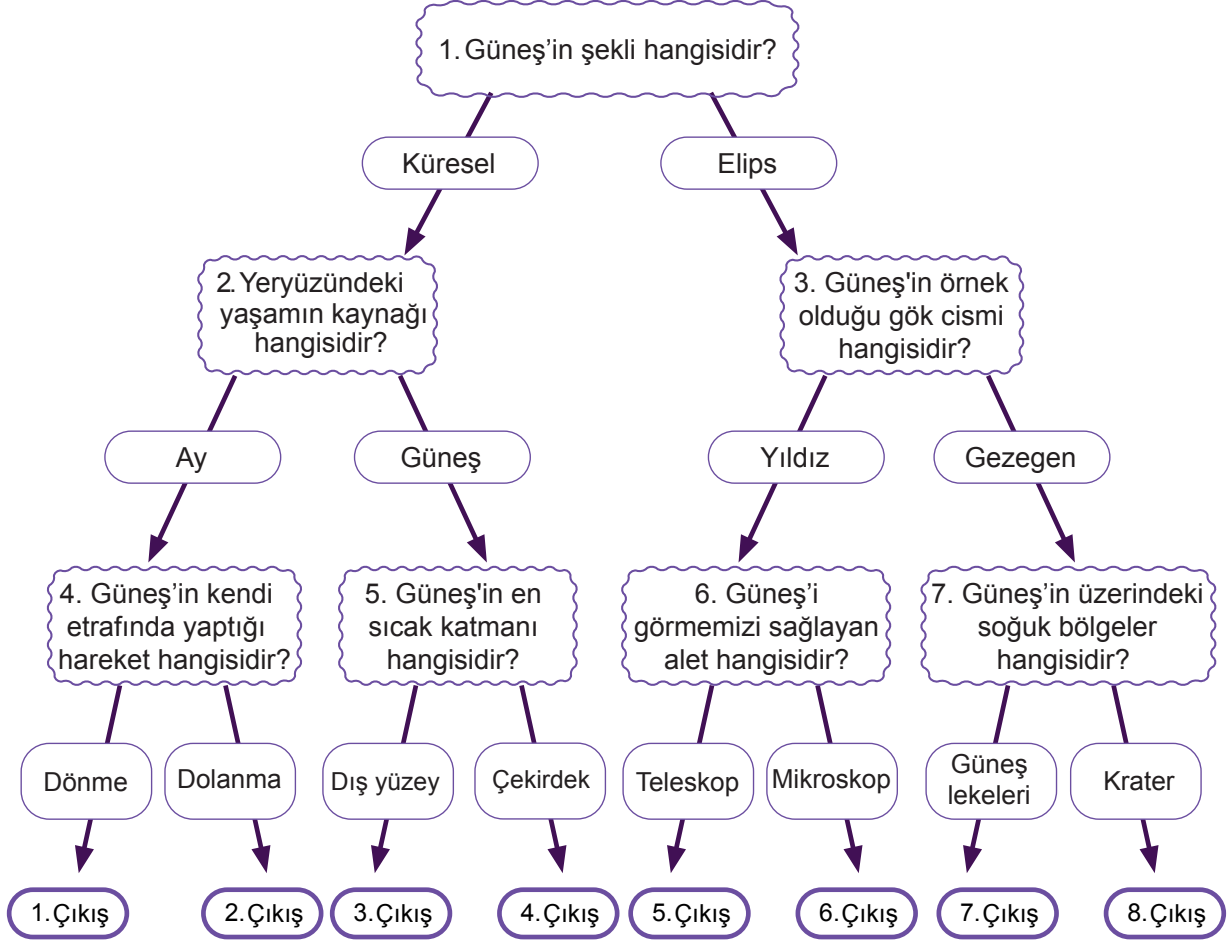 1. Güneş’in şekli hangisidir?
Küresel
Elips
2. Yeryüzündeki
yaşamın kaynağı
hangisidir?
3. Güneş'in örnek
olduğu gök cismi
hangisidir?
Ay
Güneş
Yıldız
Gezegen
4. Güneş’in kendi
etrafında yaptığı
hareket hangisidir?
5. Güneş'in en
sıcak katmanı
hangisidir?
6. Güneş’i
görmemizi sağlayan
alet hangisidir?
7. Güneş’in üzerindeki
soğuk bölgeler
hangisidir?
Dönme
Dolanma
Dış yüzey
Çekirdek
Teleskop
Mikroskop
Güneş
lekeleri
Krater
1. Çıkış
2. Çıkış
3. Çıkış
4. Çıkış
5. Çıkış
6. Çıkış
7. Çıkış
8. Çıkış